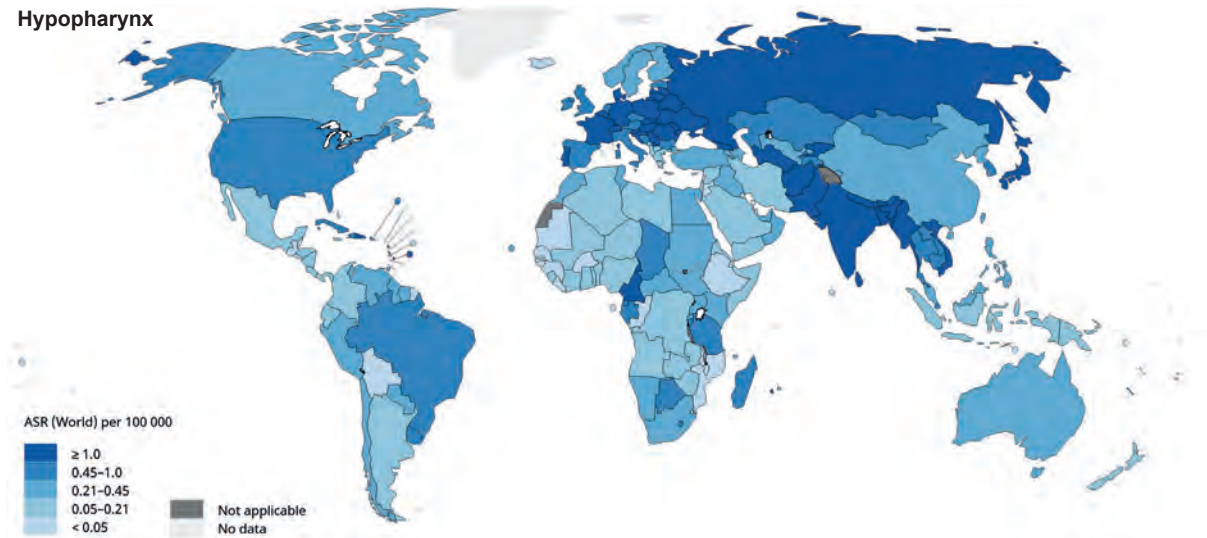 Hypopharynx
ASR (World) per 100 000
≥ 1.0
0.45–1.0
0.21–0.45
0.05–0.21
< 0.05
Not applicable
No data